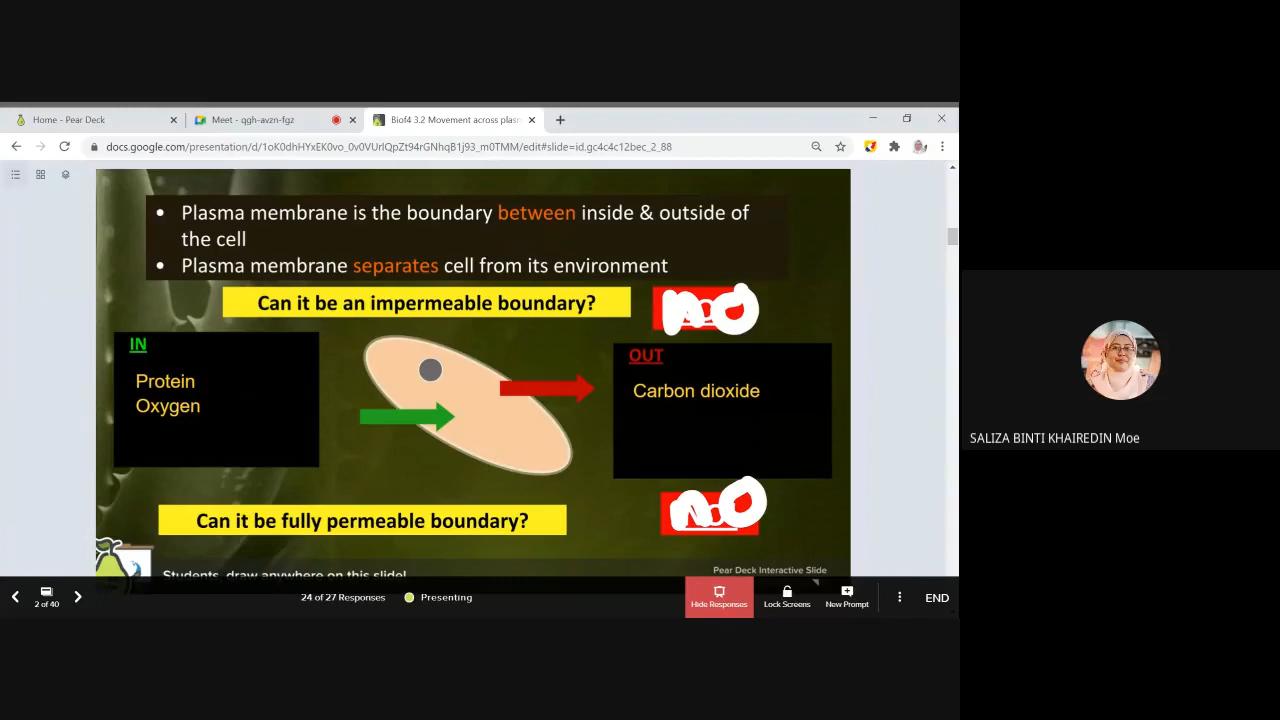 Home - Pear Deck
Meet - qgh-avzn-fgz
Biof4 3.2 Movement across plasm
docs.google.com/presentation/d/1oK0dhHYxEK0vo_0v0VUrlQpZt94rGNhqB1j93_m0TMM/edit#slide=id.gc4c4c12bec_2_88
• Plasma membrane is the boundary between inside & outside of
the cell
• Plasma membrane separates cell from its environment
Can it be an impermeable boundary?
no
IN
Protein
Oxygen
OUT
Carbon dioxide
Can it be fully permeable boundary?
no
Students, draw anywhere on this slide!
Pear Deck Interactive Slide
2 of 40
24 of 27 Responses
Presenting
Hide Responses
Lock Screens
New Prompt
END
SALIZA BINTI KHAIREDIN Moe